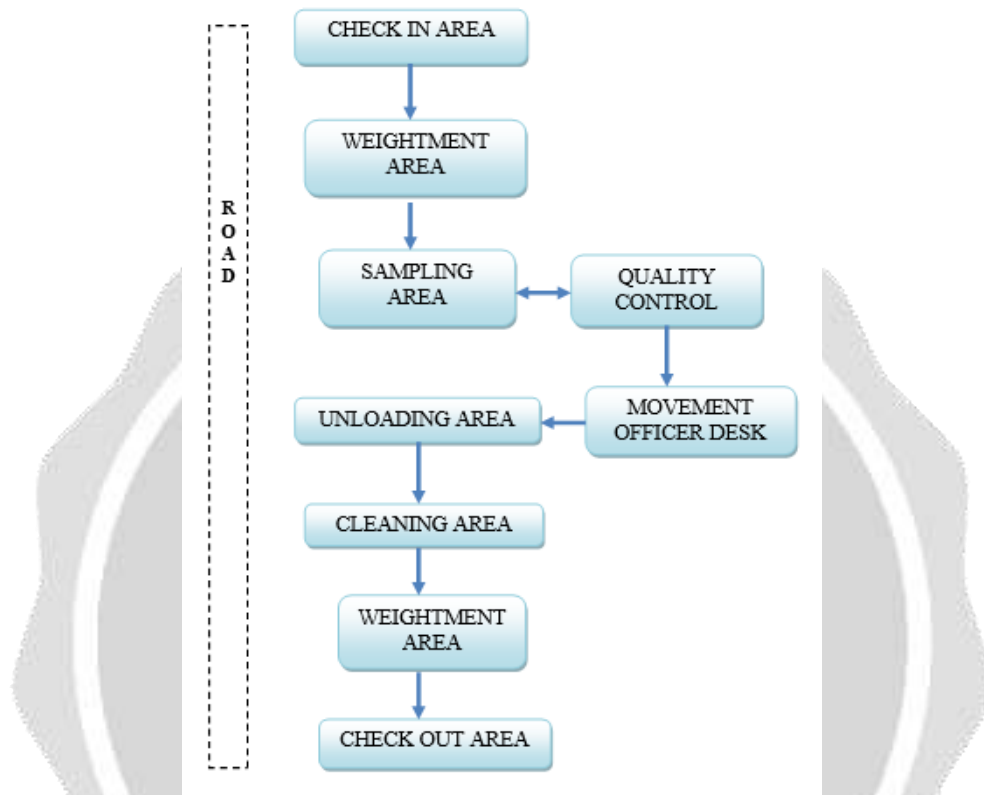 CHECK IN AREA
WEIGHTMENT
AREA
ROAD
SAMPLING
AREA
QUALITY
CONTROL
MOVEMENT
OFFICER DESK
UNLOADING AREA
CLEANING AREA
WEIGHTMENT
AREA
CHECK OUT AREA